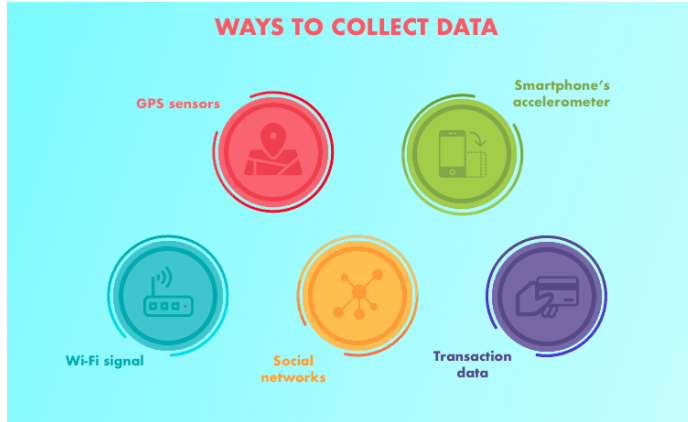 WAYS TO COLLECT DATA
GPS sensors
Smartphone's
accelerometer
Wi-Fi signal
Social
networks
Transaction
data